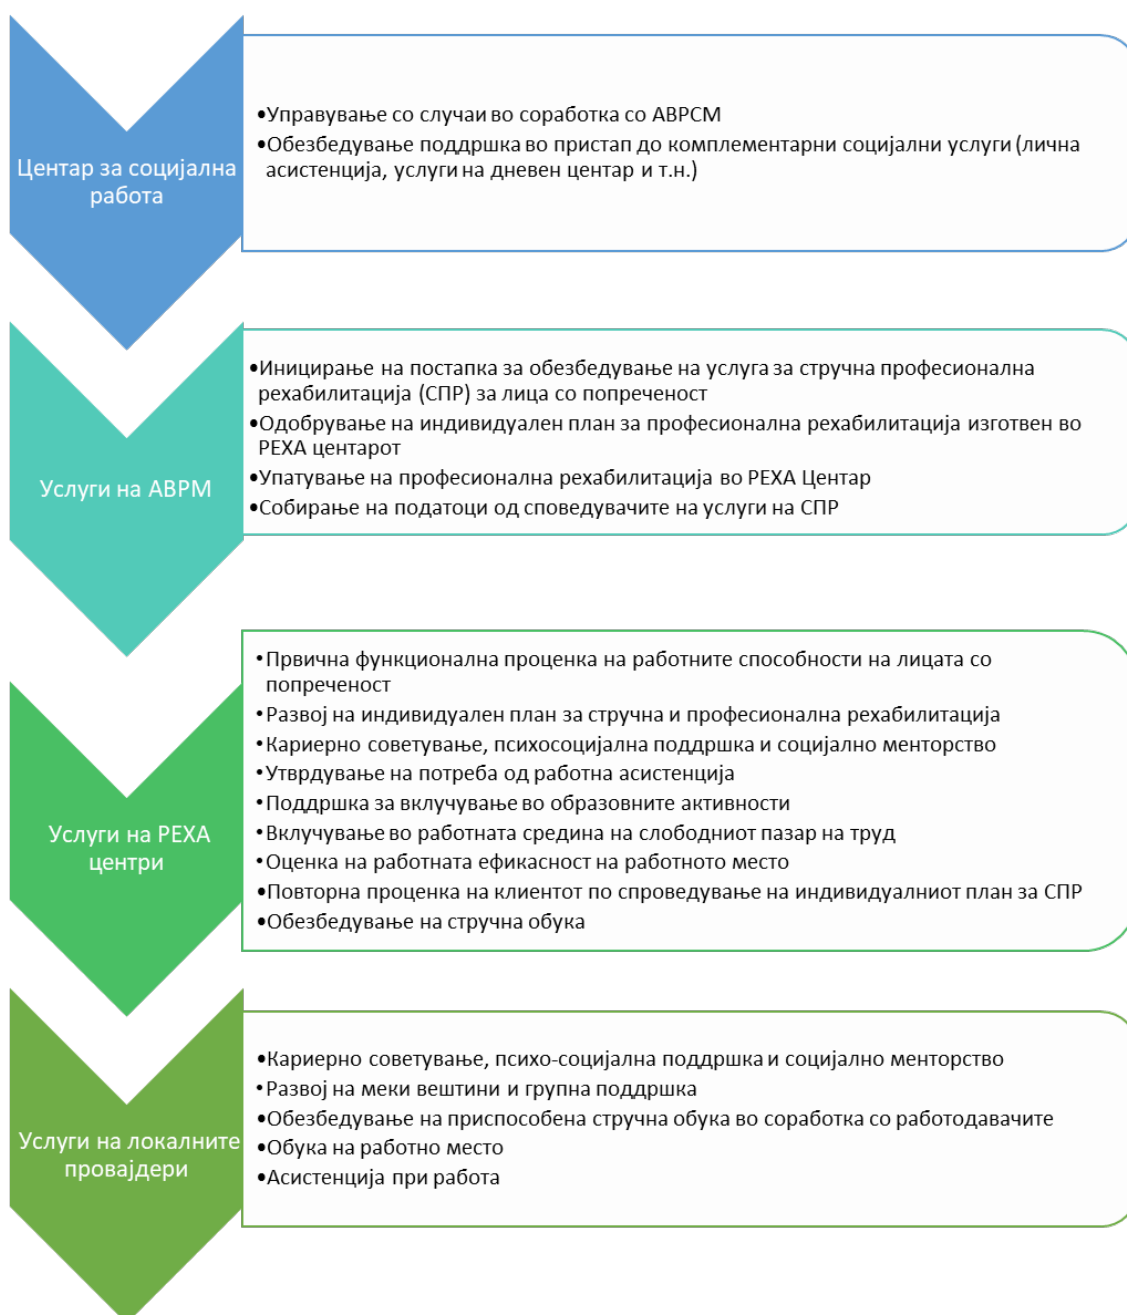 Центар за социјална
работа
•Управување со случаи во соработка со АВРСМ
•Обезбедување поддршка во пристап до комплементарни социјални услуги (лична
асистенција, услуги на дневен центар и т.н.)
Услуги на АВРМ
•Иницирање на постапка за обезбедување на услуга за стручна професионална
рехабилитација (СПР) за лица со попреченост
•Одобрување на индивидуален план за професионална рехабилитација изготвен во
РЕХА центарот
•Упатување на професионална рехабилитација во РЕХА Центар
•Собирање на податоци од споведувачите на услуги на СПР
Услуги на РЕХА
центри
•Првична функционална проценка на работните способности на лицата со
попреченост
•Развој на индивидуален план за стручна и професионална рехабилитација
•Кариерно советување, психосоцијална поддршка и социјално менторство
•Утврдување на потреба од работна асистенција
•Поддршка за вклучување во образовните активности
•Вклучување во работната средина на слободниот пазар на труд
•Оценка на работната ефикасност на работното место
•Повторна проценка на клиентот по спроведување на индивидуалниот план за СПР
•Обезбедување на стручна обука
Услуги на локалните
провајдери
•Кариерно советување, психо-социјална поддршка и социјално менторство
•Развој на меки вештини и групна поддршка
•Обезбедување на приспособена стручна обука во соработка со работодавачите
•Обука на работно место
•Асистенција при работа